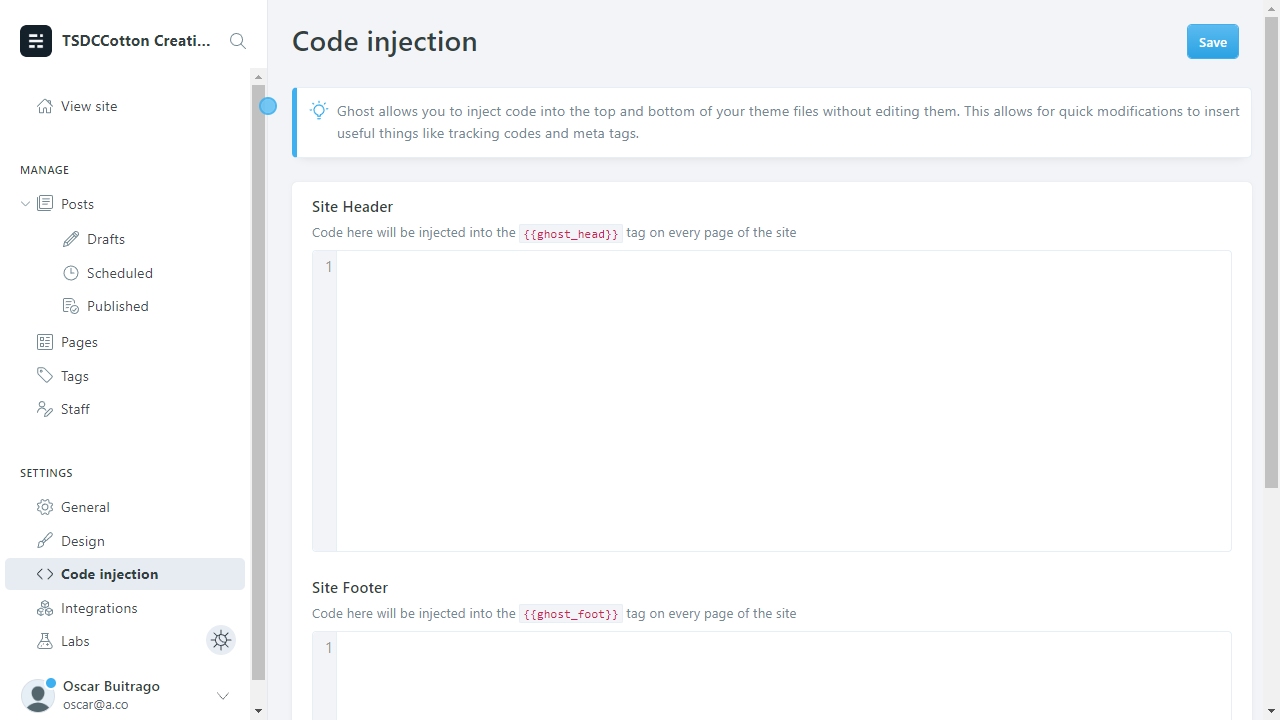 TSDCCotton Creati...
View site
MANAGE
Posts
Drafts
Scheduled
Published
Pages
Tags
Staff
SETTINGS
General
Design
Code injection
Integrations
Labs
Oscar Buitrago
oscar@a.co
Code injection
Save
Ghost allows you to inject code into the top and bottom of your theme files without editing them. This allows for quick modifications to insert
useful things like tracking codes and meta tags.
Site Header
Code here will be injected into the {{ghost_head}} tag on every page of the site
1
Site Footer
Code here will be injected into the {{ghost_foot}} tag on every page of the site
1